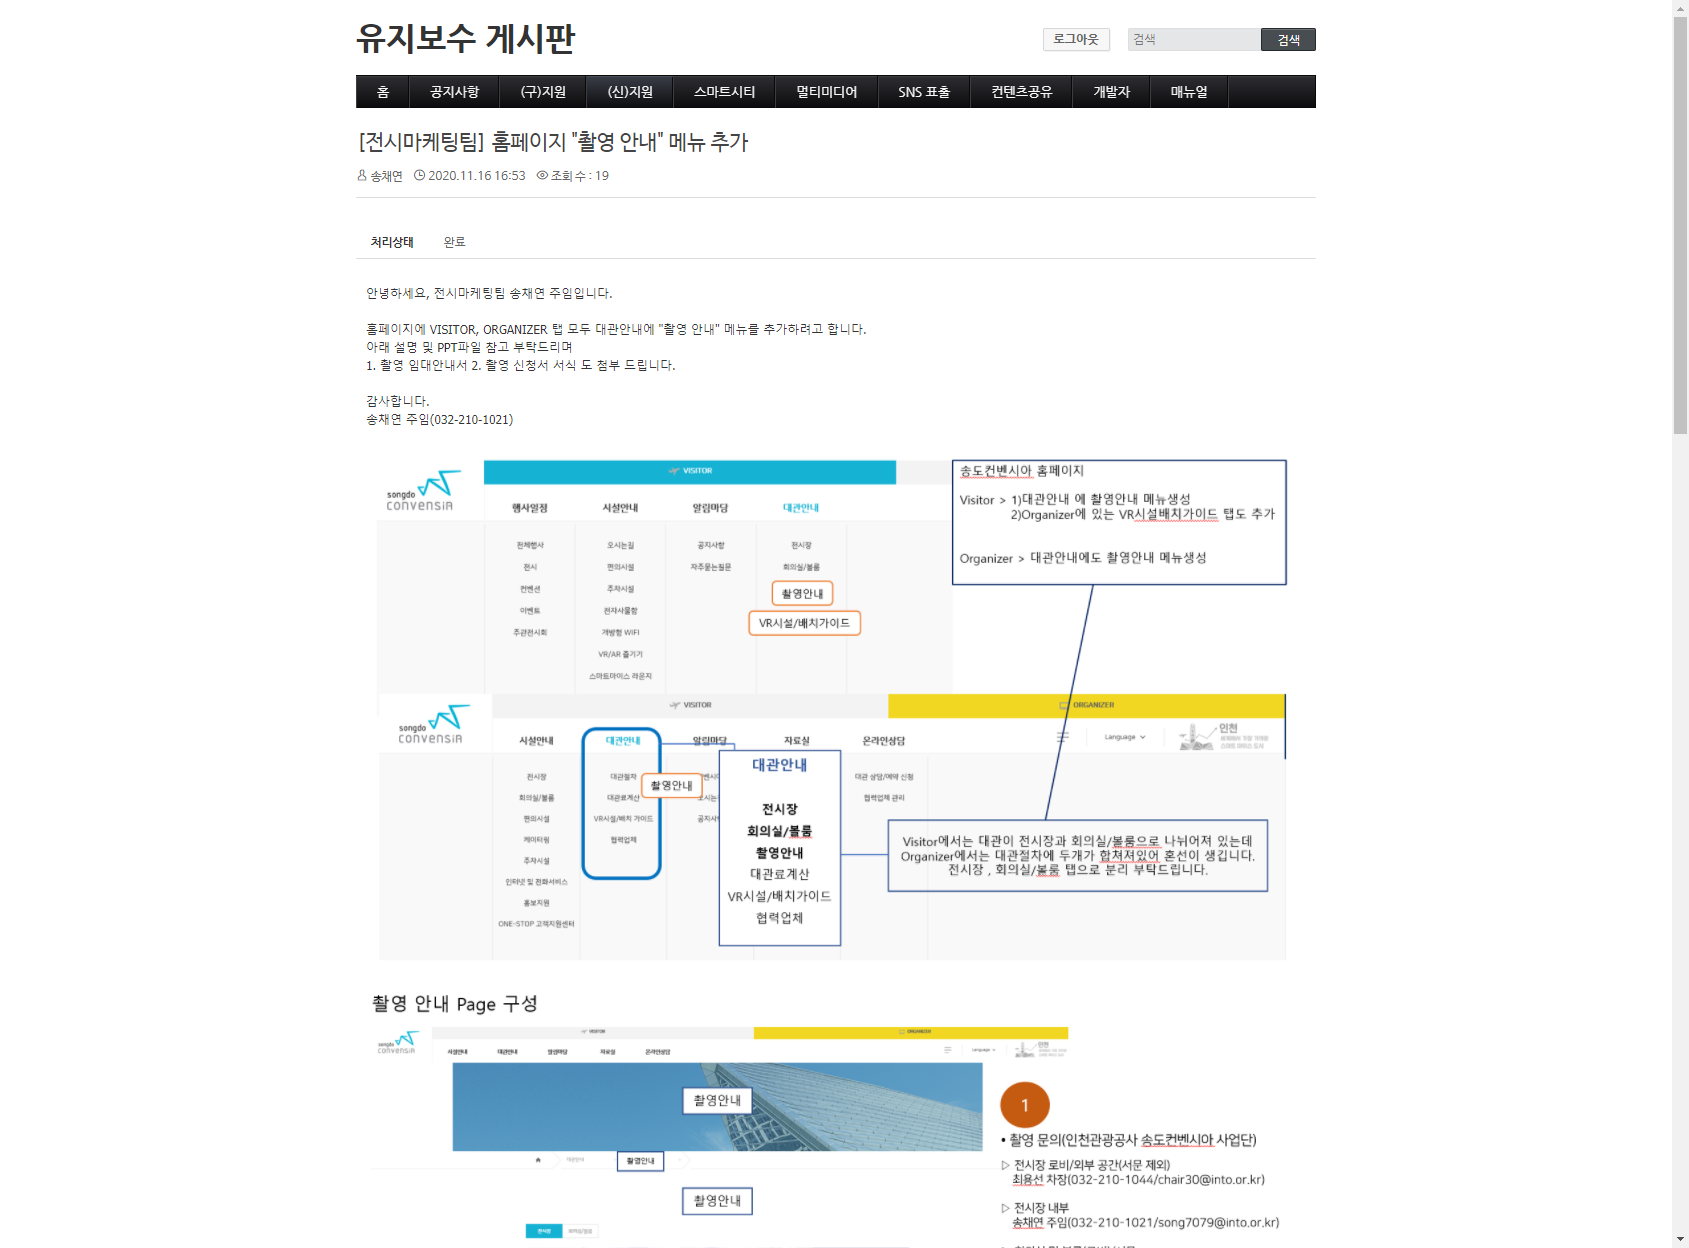 유지보수 게시판
로그아웃
검색
검색
홈 공지사항 (구)지원 (신)지원 스마트시티 멀티미디어 SNS 표출 컨텐츠공유 개발자 매뉴얼
[전시마케팅팀] 홈페이지 "촬영 안내" 메뉴 추가
송채연 2020.11.16 16:53 조회 수 : 19
처리상태 완료
안녕하세요, 전시마케팅팀 송채연 주임입니다.
홈페이지에 VISITOR, ORGANIZER 탭 모두 대관안내에 "촬영 안내" 메뉴를 추가하려고 합니다.
아래 설명 및 PPT파일 참고 부탁드리며
1. 촬영 임대안내서 2. 촬영 신청서 서식 도 첨부 드립니다.
감사합니다.
송채연 주임(032-210-1021)
songdo
convensia
VISITOR
행사일정 시설안내 알림마당 대관안내
전체행사 오시는길 공지사항 전시장
전시 편의시설 자주묻는질문 회의실/볼룸
컨벤션 주차시설 촬영안내
이벤트 전자사물함 VR시설/배치가이드
주관전시회 개방형 WIFI
VR/AR 즐기기
스마트마이스 라운지
송도컨벤시아 홈페이지
Visitor > 1)대관안내 에 촬영안내 메뉴생성
2)Organizer에 있는 VR시설배치가이드 탭도 추가
Organizer > 대관안내에도 촬영안내 메뉴생성
songdo
convensia
VISITOR
ORGANIZER
시설안내 대관안내 알림마당 자료실 온라인상담
Language
인천
전시장 대관절차 대관 상담/예약 신청
회의실/볼룸 대관료계산 협력업체 관리
편의시설 VR시설/배치 가이드 공지사
케이터링 협력업체
주차시설
인터넷 및 전화서비스
홍보지원
ONE-STOP 고객지원센터
촬영안내
대관안내
전시장
회의실/볼룸
촬영안내
대관료계산
VR시설/배치가이드
협력업체
Visitor에서는 대관이 전시장과 회의실/볼룸으로 나뉘어져 있는데
Organizer에서는 대관절차에 두개가 합쳐져있어 혼선이 생깁니다.
전시장 , 회의실/볼룸 탭으로 분리 부탁드립니다.
촬영 안내 Page 구성
songdo
convensia
VISITOR
ORGANIZER
시설안내 대관안내 알림마당 자료실 온라인상담
Language
인천
촬영안내
대관안내
촬영안내
촬영안내
전시장 회의실/볼룸
1
• 촬영 문의(인천관광공사 송도컨벤시아 사업단)
▷ 전시장 로비/외부 공간(서문 제외)
최용선 차장(032-210-1044/chair30@into.or.kr)
▷ 전시장 내부
송채연 주임(032-210-1021/song7079@into.or.kr)